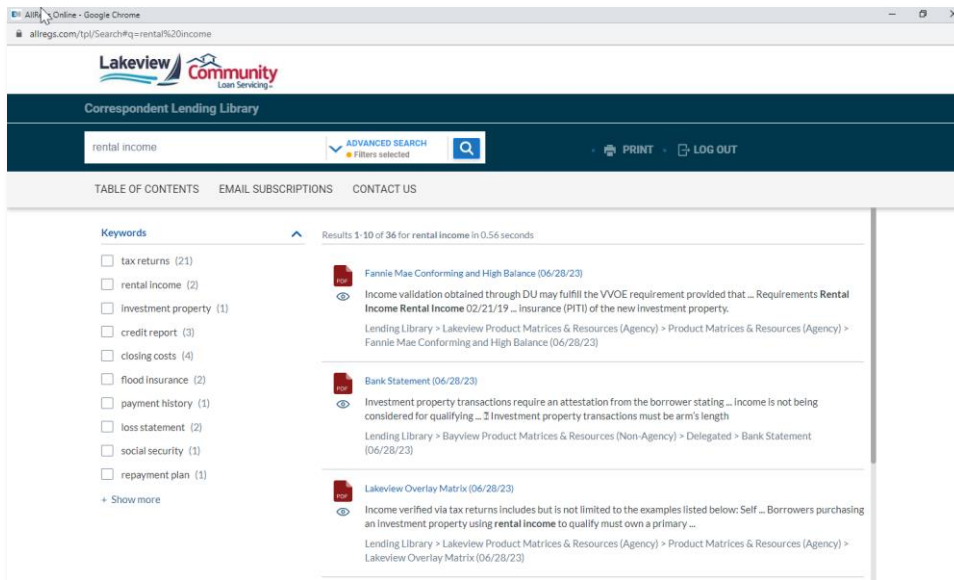 AllRegs Online - Google Chrome
allregs.com/tpl/Search#q=rental%20income
Lakeview Community
Loan Servicing
Correspondent Lending Library
rental income
ADVANCED SEARCH
Filters selected
PRINT
LOG OUT
TABLE OF CONTENTS EMAIL SUBSCRIPTIONS CONTACT US
Keywords
tax returns (21)
rental income (2)
investment property (1)
credit report (3)
closing costs (4)
flood insurance (2)
payment history (1)
loss statement (2)
social security (1)
repayment plan (1)
+ Show more
Results 1-10 of 36 for rental income in 0.56 seconds
PDF
Fannie Mae Conforming and High Balance (06/28/23)
Income validation obtained through DU may fulfill the VVOE requirement provided that ... Requirements Rental
Income Rental Income 02/21/19 ... insurance (PITI) of the new investment property.
Lending Library > Lakeview Product Matrices & Resources (Agency) > Product Matrices & Resources (Agency) >
Fannie Mae Conforming and High Balance (06/28/23)
PDF
Bank Statement (06/28/23)
Investment property transactions require an attestation from the borrower stating ... Income is not being
considered for qualifying ... Investment property transactions must be arm's length
Lending Library > Bayview Product Matrices & Resources (Non-Agency) > Delegated > Bank Statement
(06/28/23)
PDF
Lakeview Overlay Matrix (06/28/23)
Income verified via tax returns includes but is not limited to the examples listed below: Self ... Borrowers purchasing
an investment property using rental income to qualify must own a primary ...
Lending Library > Lakeview Product Matrices & Resources (Agency) > Product Matrices & Resources (Agency) >
Lakeview Overlay Matrix (06/28/23)